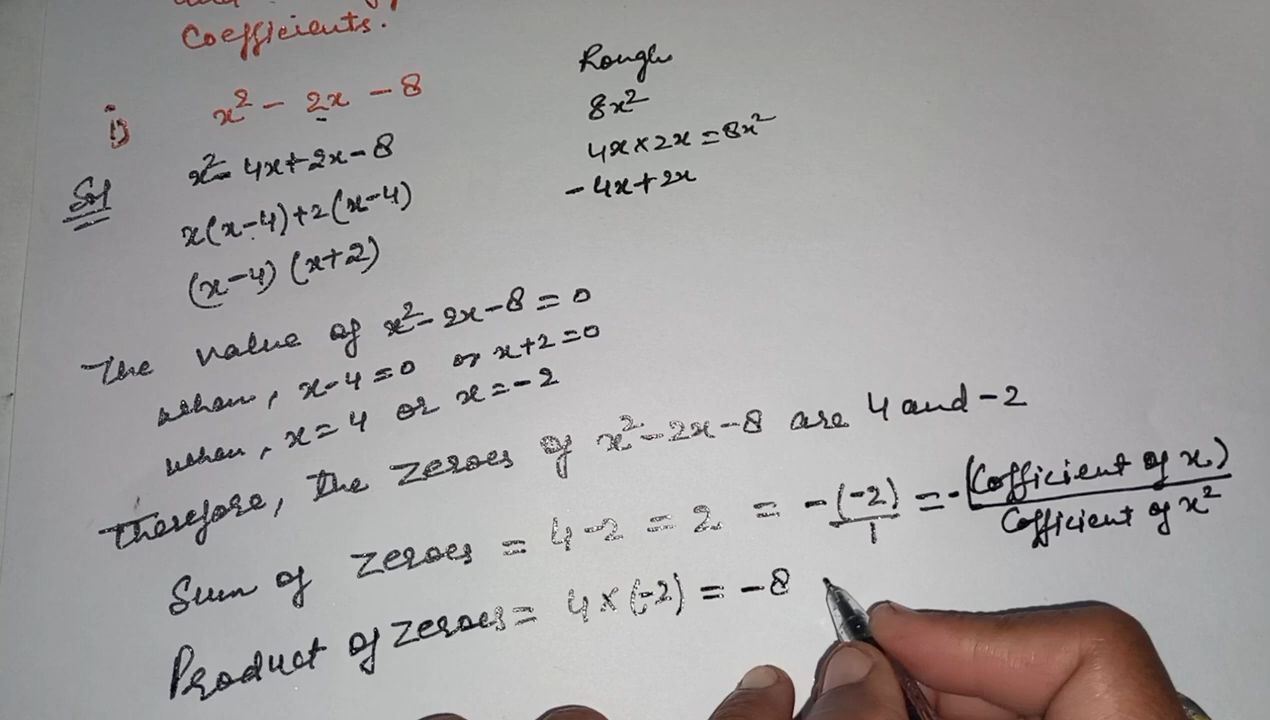 Coefficients.
i) x² - 2x - 8
Sol x² - 4x + 2x - 8
x(x-4)+2(x-4)
(x-4) (x+2)
Rough
8x²
4x × 2x = 8x²
-4x+2x
The value of x² - 2x - 8 = 0
when, x-4=0 or x+2=0
when, x=4 or x=-2
Therefore, the zeroes of x²-2x-8 are 4 and -2
Sum of zeroes = 4-2 = 2 = -(-2)/1 = -(Cofficient of x)/Cofficient of x²
Product of zeroes = 4×(-2) = -8